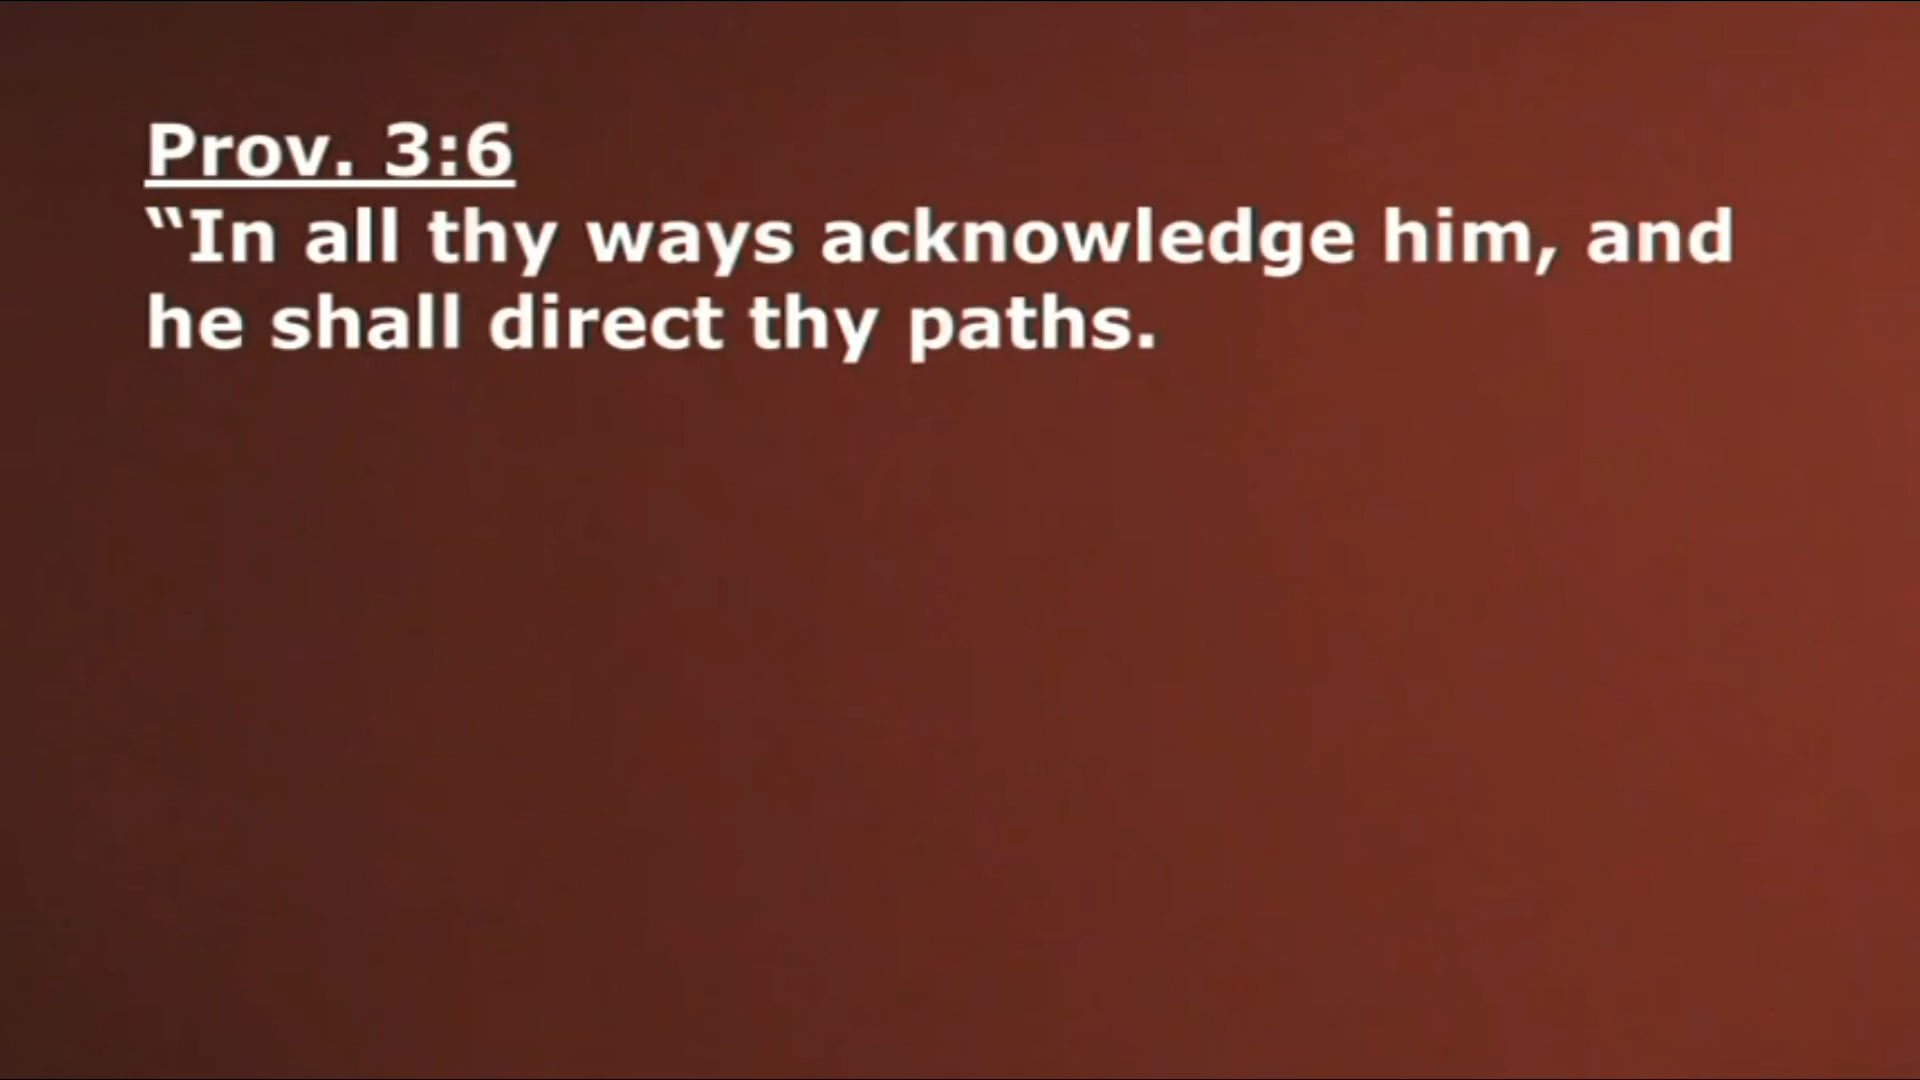 Prov. 3:6
“In all thy ways acknowledge him, and
he shall direct thy paths.